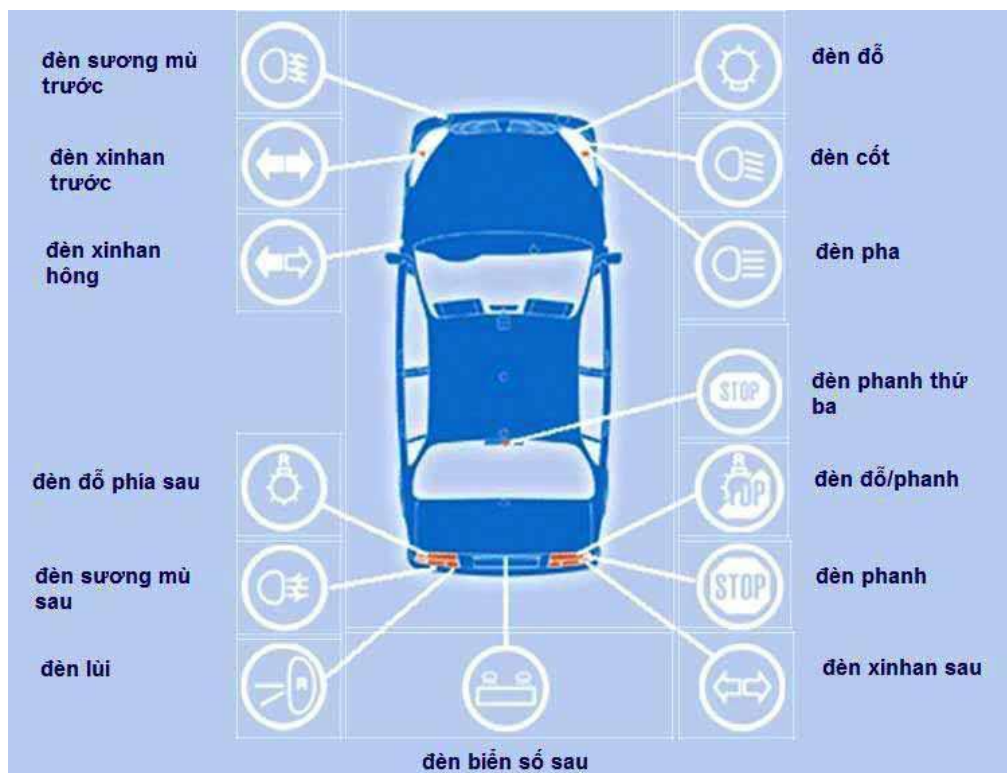 đèn sương mù
trước
đèn đỗ
đèn xinhan
trước
đèn cốt
đèn xinhan
hông
đèn pha
STOP
đèn phanh thứ
ba
đèn đỗ phía sau
R
R
TOP
đèn đỗ/phanh
đèn sương mù
sau
STOP
đèn phanh
đèn lùi
R
đèn xinhan sau
đèn biển số sau